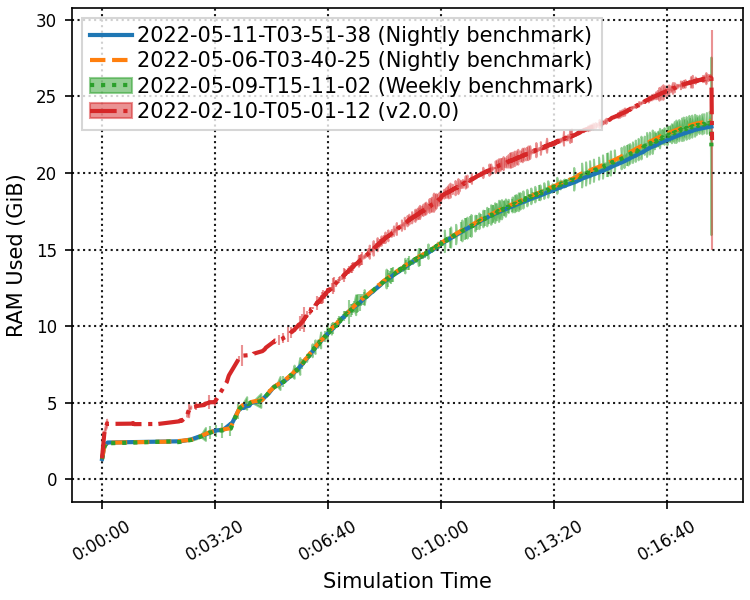 2022-05-11-T03-51-38 (Nightly benchmark)
2022-05-06-T03-40-25 (Nightly benchmark)
2022-05-09-T15-11-02 (Weekly benchmark)
2022-02-10-T05-01-12 (v2.0.0)
30
25
20
15
10
5
0
RAM Used (GiB)
0:00:00
0:03:20
0:06:40
0:10:00
0:13:20
0:16:40
Simulation Time